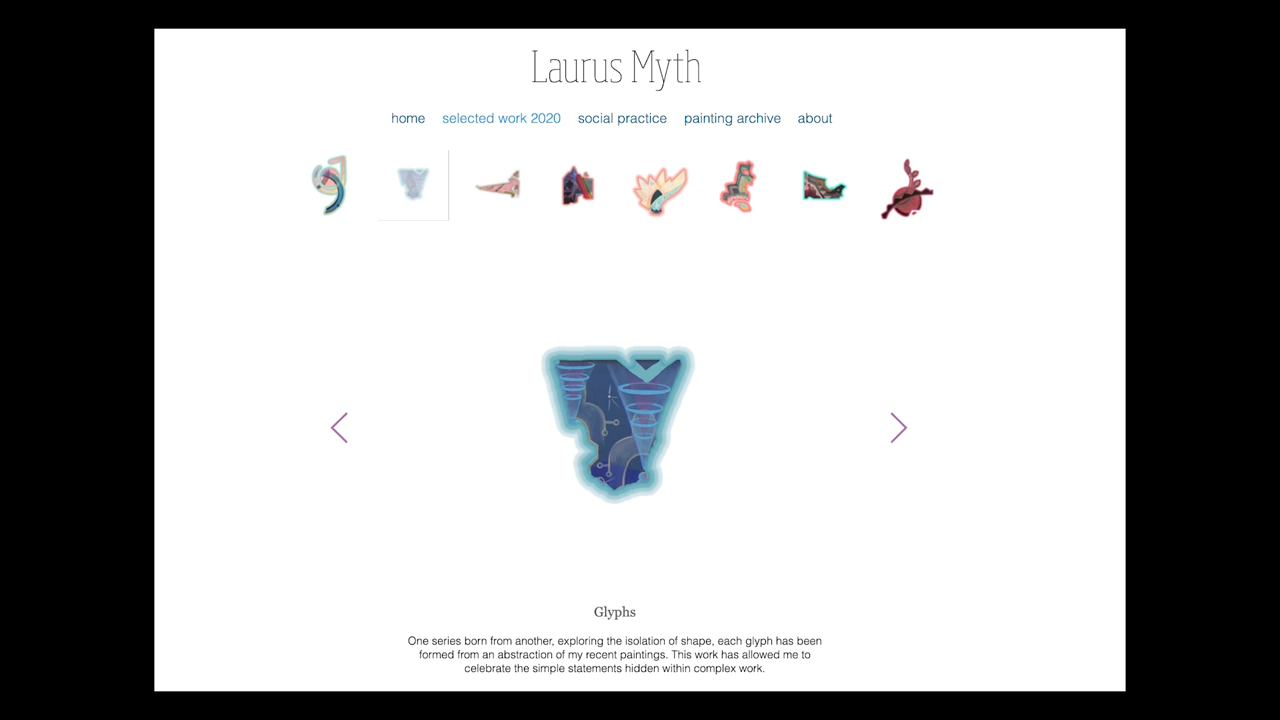 Laurus Myth
home selected work 2020 social practice painting archive about
Glyphs
One series born from another, exploring the isolation of shape, each glyph has been
formed from an abstraction of my recent paintings. This work has allowed me to
celebrate the simple statements hidden within complex work.